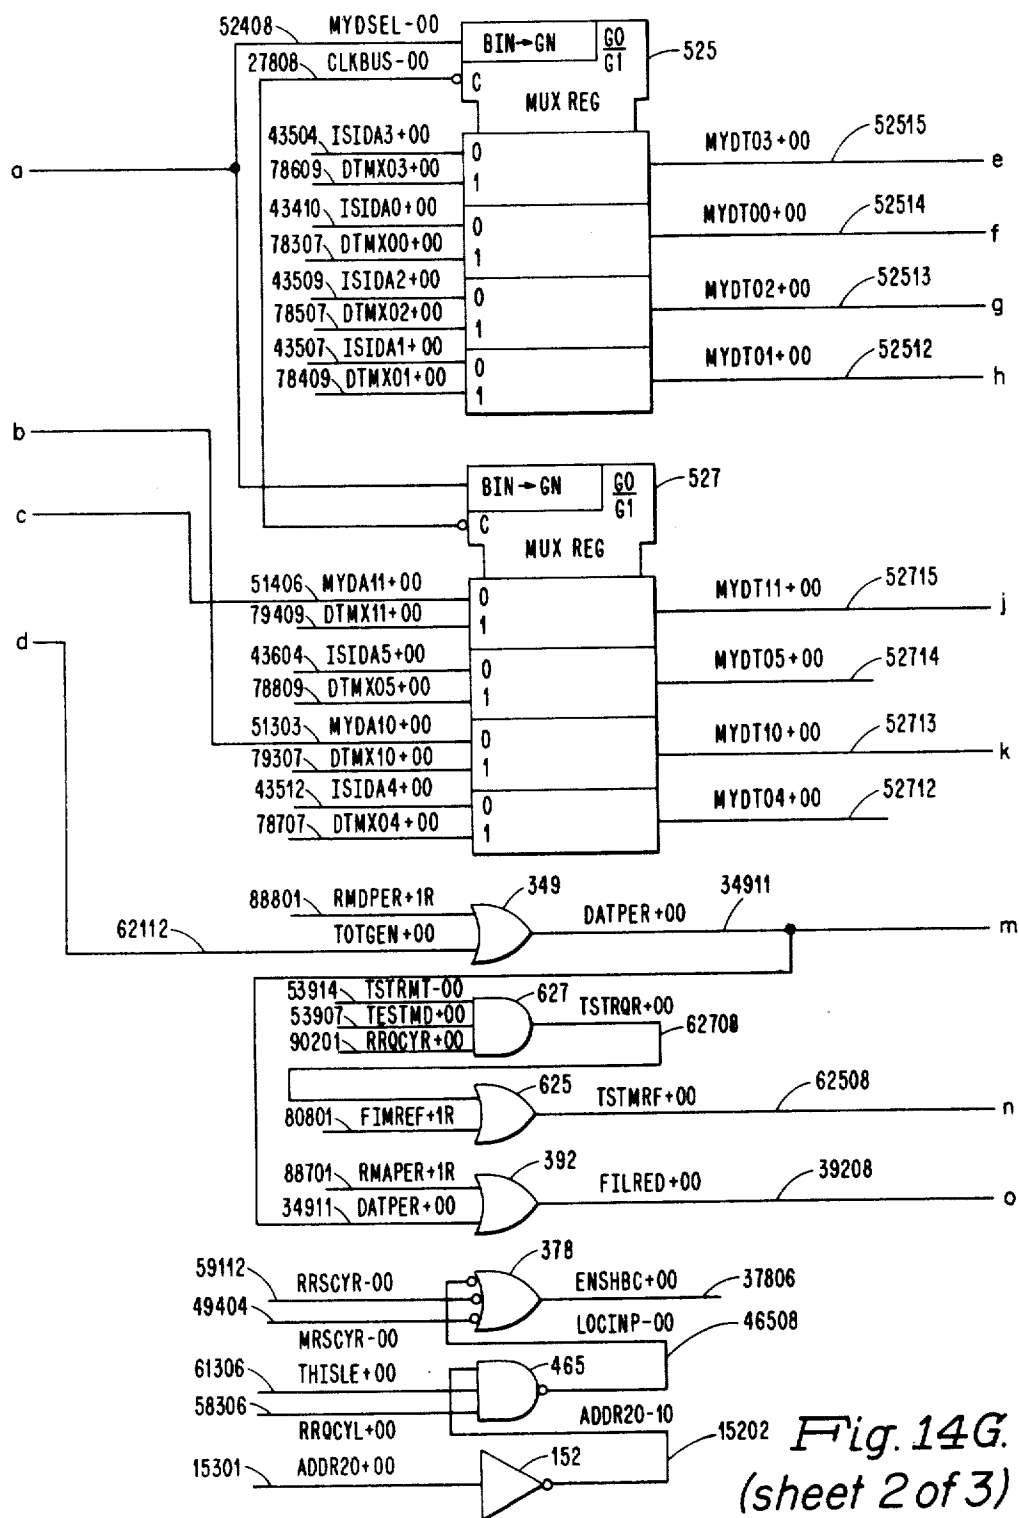 52408 MYDSEL-00
27808 CLKBUS-00
BIN→GN G0
G1
525
C
MUX REG
a
43504 ISIDA3+00 0
78609 DTMX03+00 1
MYDT03+00 52515 e
43410 ISIDA0+00 0
78307 DTMX00+00 1
MYDT00+00 52514 f
43509 ISIDA2+00 0
78507 DTMX02+00 1
MYDT02+00 52513 g
43507 ISIDA1+00 0
78409 DTMX01+00 1
MYDT01+00 52512 h
b
c
d
BIN→GN G0
G1
527
C
MUX REG
51406 MYDA11+00 0
79409 DTMX11+00 1
MYDT11+00 52715 j
43604 ISIDA5+00 0
78809 DTMX05+00 1
MYDT05+00 52714
51303 MYDA10+00 0
79307 DTMX10+00 1
MYDT10+00 52713 k
43512 ISIDA4+00 0
78707 DTMX04+00 1
MYDT04+00 52712
88801 RMDPER+1R 349 DATPER+00 34911 m
62112 TOTGEN+00
53914 TSTRMT-00 627 TSTRQR+00
53907 TESTMD+00 62708
90201 RRQCYR+00
625 TSTMRF+00 62508 n
80801 FIMREF+1R
88701 RMAPER+1R 392 FILRED+00 39208 o
34911 DATPER+00
59112 RRSCYR-00 378 ENSHBC+00 37806
49404 MRSCYR-00 LOCINP-00 46508
61306 THISLE+00 465
58306 RRQCYL+00 ADDR20-10 15202
15301 ADDR20+00 152
Fig. 14G.
(sheet 2 of 3)